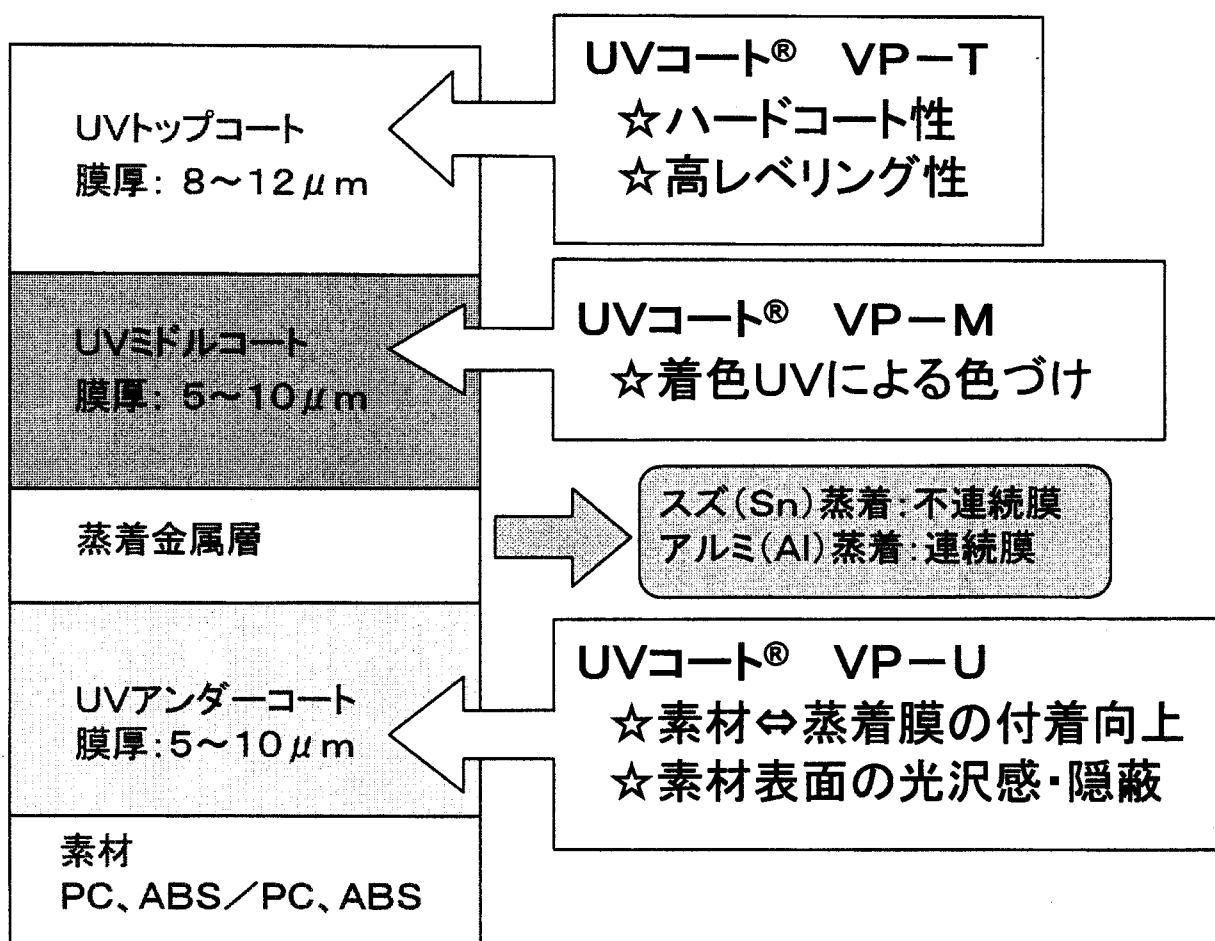 UVトップコート
膜厚: 8～12μm
UVコート® VP－T
☆ハードコート性
☆高レベリング性
UVミドルコート
膜厚: 5～10μm
UVコート® VP－M
☆着色UVによる色づけ
蒸着金属層
スズ(Sn)蒸着:不連続膜
アルミ(Al)蒸着:連続膜
UVアンダーコート
膜厚:5～10μm
UVコート® VP－U
☆素材⇔蒸着膜の付着向上
☆素材表面の光沢感・隠蔽
素材
PC、ABS／PC、ABS